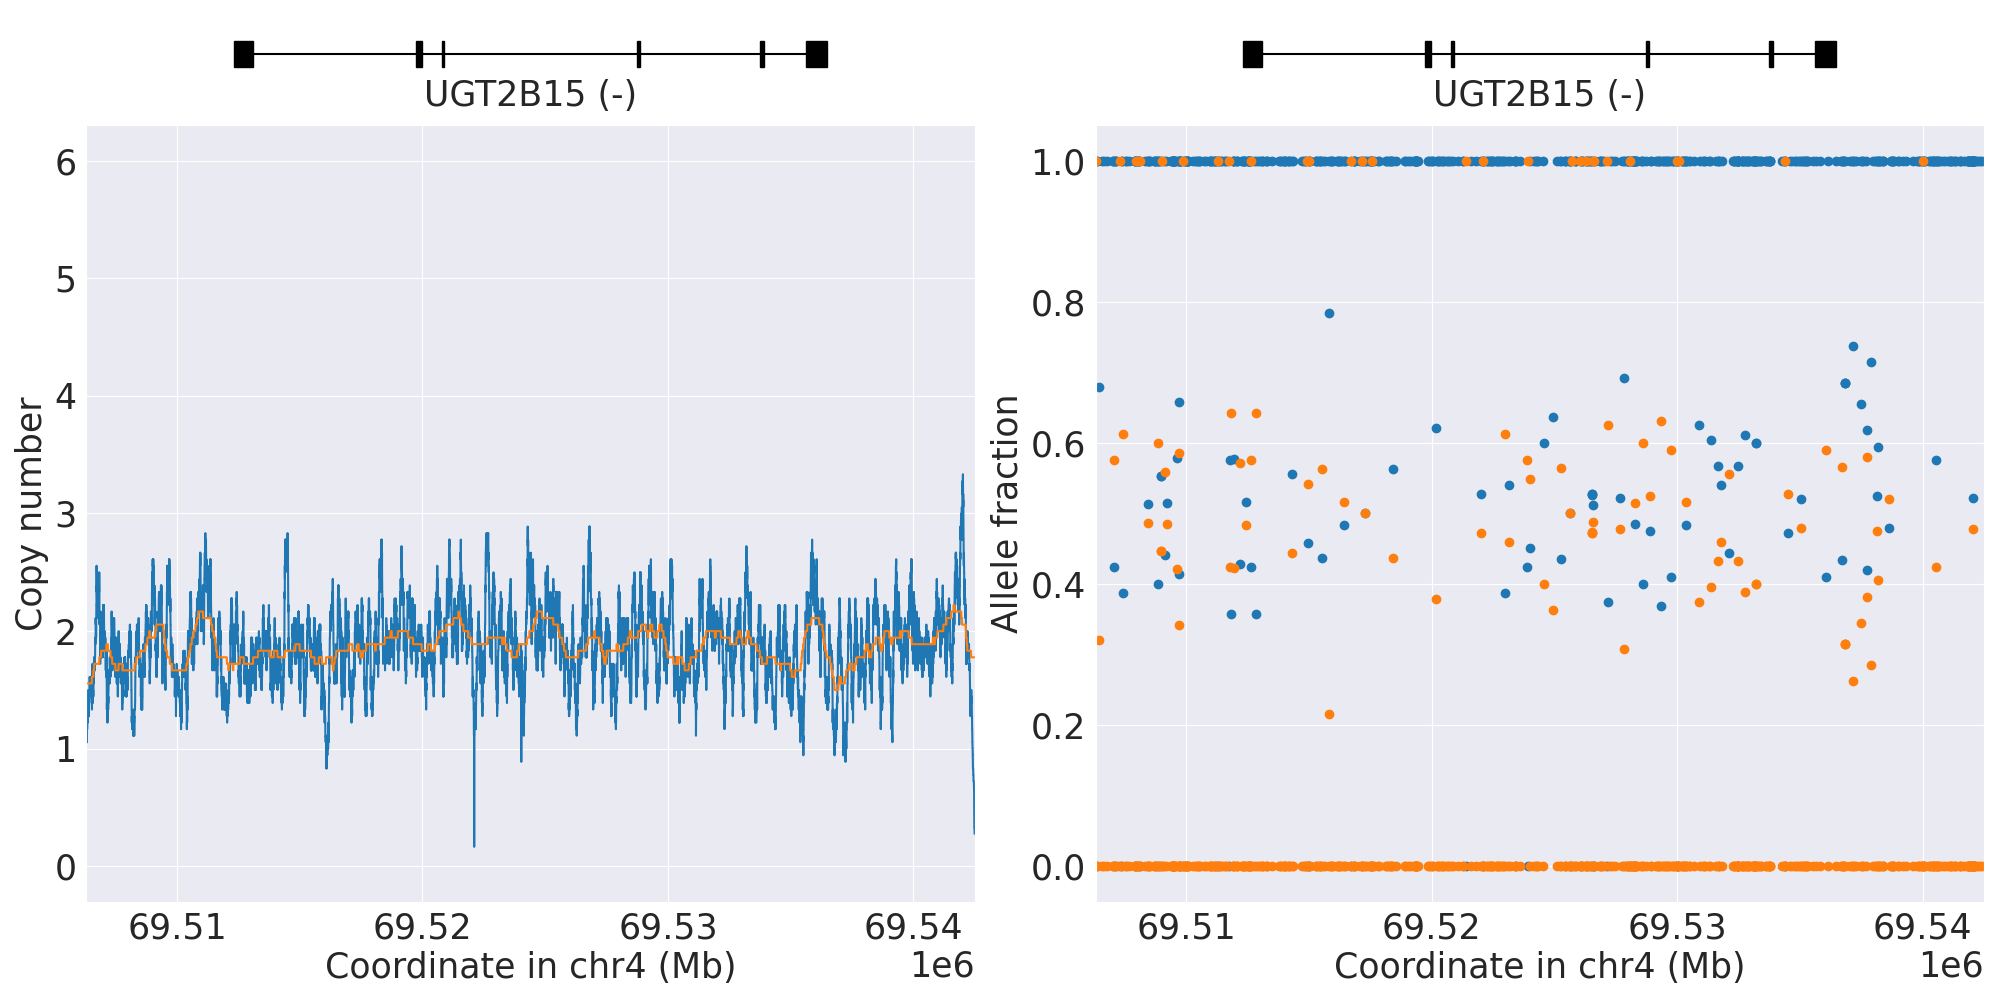 UGT2B15 (-)
6
5
4
3
2
1
0
Copy number
69.51 69.52 69.53 69.54
Coordinate in chr4 (Mb)
1e6
UGT2B15 (-)
1.0
0.8
0.6
0.4
0.2
0.0
Allele fraction
69.51 69.52 69.53 69.54
Coordinate in chr4 (Mb)
1e6